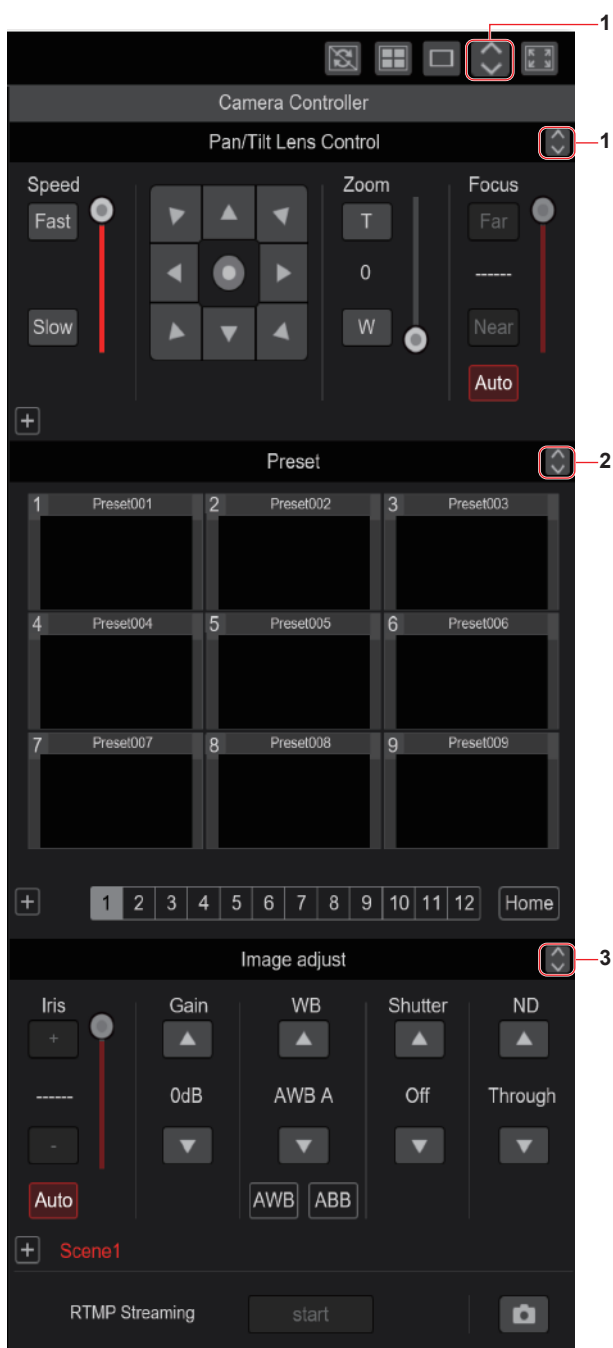 1
Camera Controller
Pan/Tilt Lens Control 1
Speed Zoom Focus
Fast T Far
0 ------
Slow W Near
Auto
+
Preset 2
1 Preset001 2 Preset002 3 Preset003
4 Preset004 5 Preset005 6 Preset006
7 Preset007 8 Preset008 9 Preset009
+ 1 2 3 4 5 6 7 8 9 10 11 12 Home
Image adjust 3
Iris Gain WB Shutter ND
+
------ 0dB AWB A Off Through
-
Auto AWB ABB
+ Scene1
RTMP Streaming start